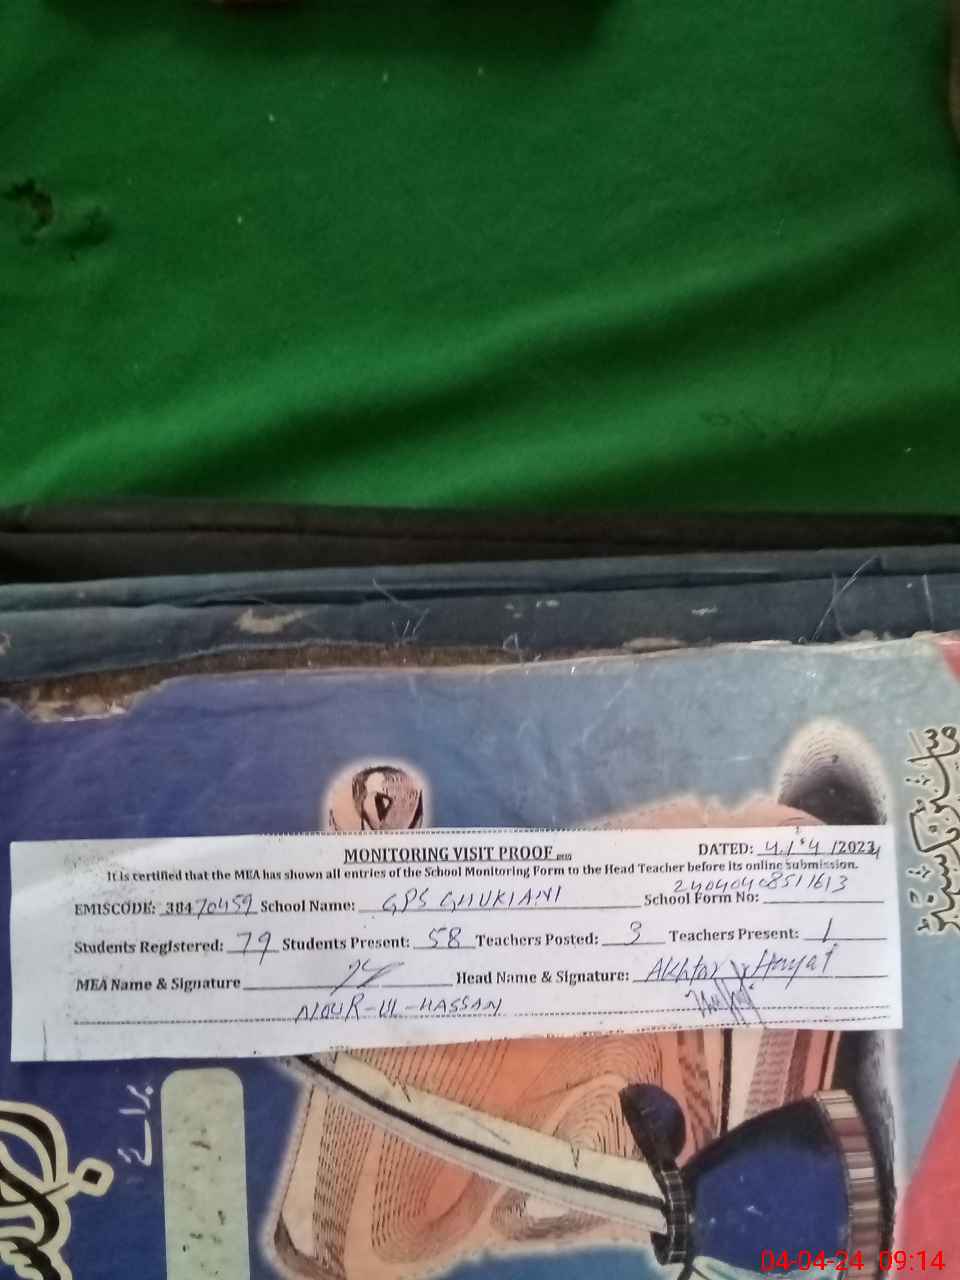 MONITORING VISIT PROOF
DATED: 4/4/2024
It is certified that the MEA has shown all entries of the School Monitoring Form to the Head Teacher before its online submission.
EMISCODE: 38470459 School Name: GPS GHUKIANI School Form No: 24040408511613
Students Registered: 79 Students Present: 58 Teachers Posted: 3 Teachers Present: 1
MEA Name & Signature Head Name & Signature: Akhtar Hayat
NOUR-UL-HASSAN
برائے
04-04-24 09:14